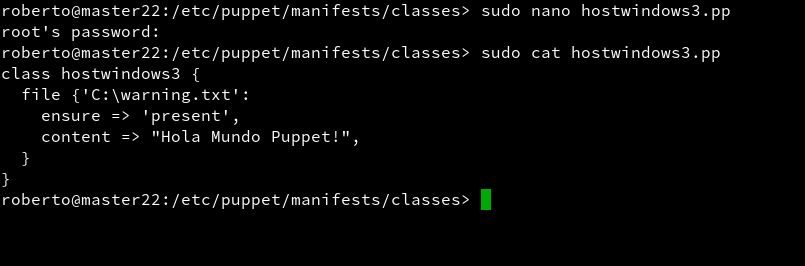 roberto@master22:/etc/puppet/manifests/classes> sudo nano hostwindows3.pp
root's password:
roberto@master22:/etc/puppet/manifests/classes> sudo cat hostwindows3.pp
class hostwindows3 {
  file {'C:\warning.txt':
    ensure => 'present',
    content => "Hola Mundo Puppet!",
  }
}
roberto@master22:/etc/puppet/manifests/classes>